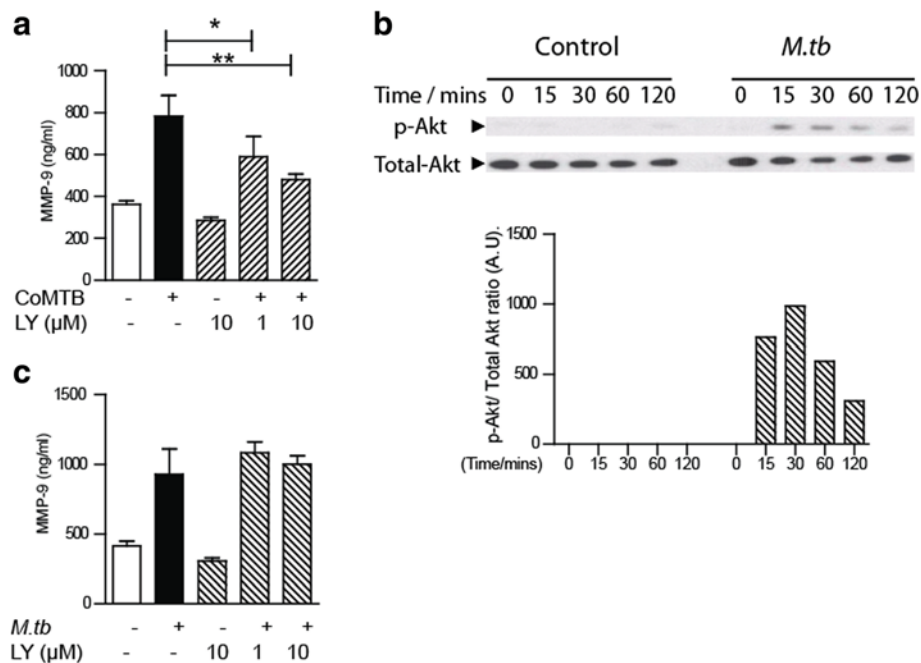 a
*
**
1000
800
600
400
200
0
MMP-9 (ng/ml)
CoMTB - + - + +
LY (µM) - - 10 1 10
b
Control M.tb
Time / mins 0 15 30 60 120 0 15 30 60 120
p-Akt
Total-Akt
1500
1000
500
0
p-Akt/ Total Akt ratio (A.U).
(Time/mins) 0 15 30 60 120 0 15 30 60 120
c
1500
1000
500
0
MMP-9 (ng/ml)
M.tb - + - + +
LY (µM) - - 10 1 10